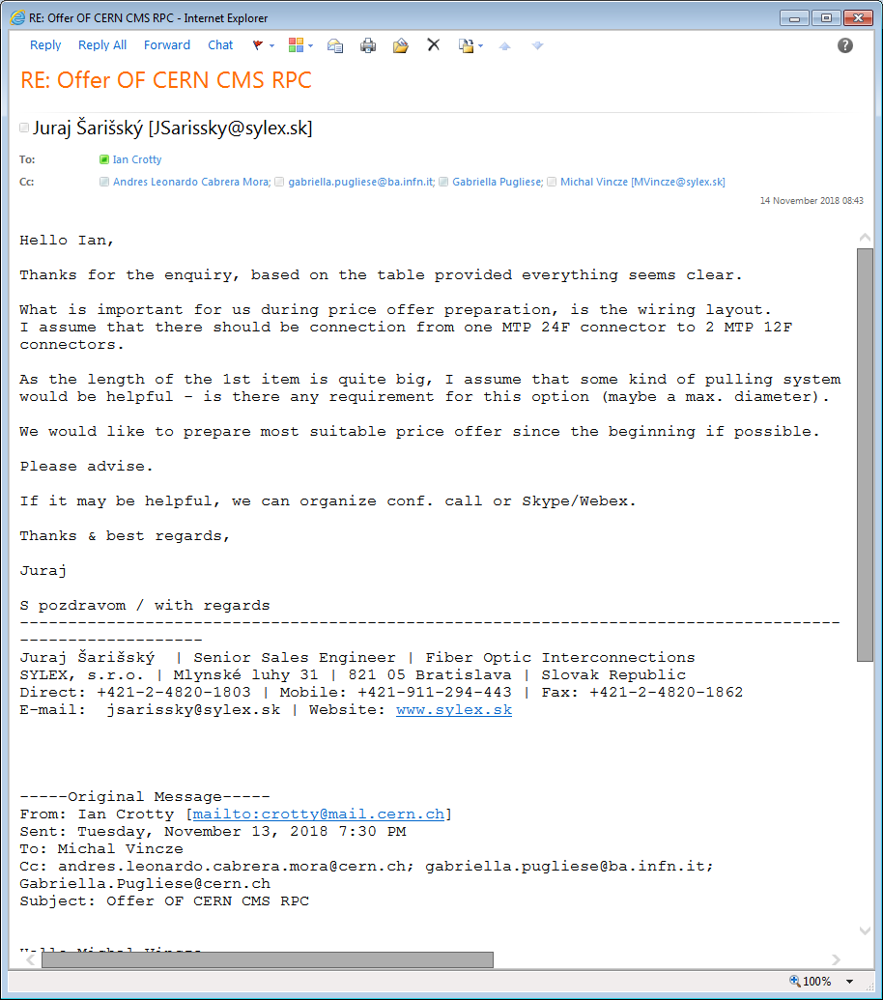 RE: Offer OF CERN CMS RPC - Internet Explorer
Reply Reply All Forward Chat
RE: Offer OF CERN CMS RPC
Juraj Šarišský [JSarissky@sylex.sk]
To: Ian Crotty
Cc: Andres Leonardo Cabrera Mora; gabriella.pugliese@ba.infn.it; Gabriella Pugliese; Michal Vincze [MVincze@sylex.sk]
14 November 2018 08:43
Hello Ian,
Thanks for the enquiry, based on the table provided everything seems clear.
What is important for us during price offer preparation, is the wiring layout.
I assume that there should be connection from one MTP 24F connector to 2 MTP 12F
connectors.
As the length of the 1st item is quite big, I assume that some kind of pulling system
would be helpful – is there any requirement for this option (maybe a max. diameter).
We would like to prepare most suitable price offer since the beginning if possible.
Please advise.
If it may be helpful, we can organize conf. call or Skype/Webex.
Thanks & best regards,
Juraj
S pozdravom / with regards
-------------------------------------------------------------------------------------
-------------------
Juraj Šarišský  | Senior Sales Engineer | Fiber Optic Interconnections
SYLEX, s.r.o. | Mlynské luhy 31 | 821 05 Bratislava | Slovak Republic
Direct: +421-2-4820-1803 | Mobile: +421-911-294-443 | Fax: +421-2-4820-1862
E-mail:  jsarissky@sylex.sk | Website: www.sylex.sk
-----Original Message-----
From: Ian Crotty [mailto:crotty@mail.cern.ch]
Sent: Tuesday, November 13, 2018 7:30 PM
To: Michal Vincze
Cc: andres.leonardo.cabrera.mora@cern.ch; gabriella.pugliese@ba.infn.it;
Gabriella.Pugliese@cern.ch
Subject: Offer OF CERN CMS RPC
Hello Michal Vincze
100%